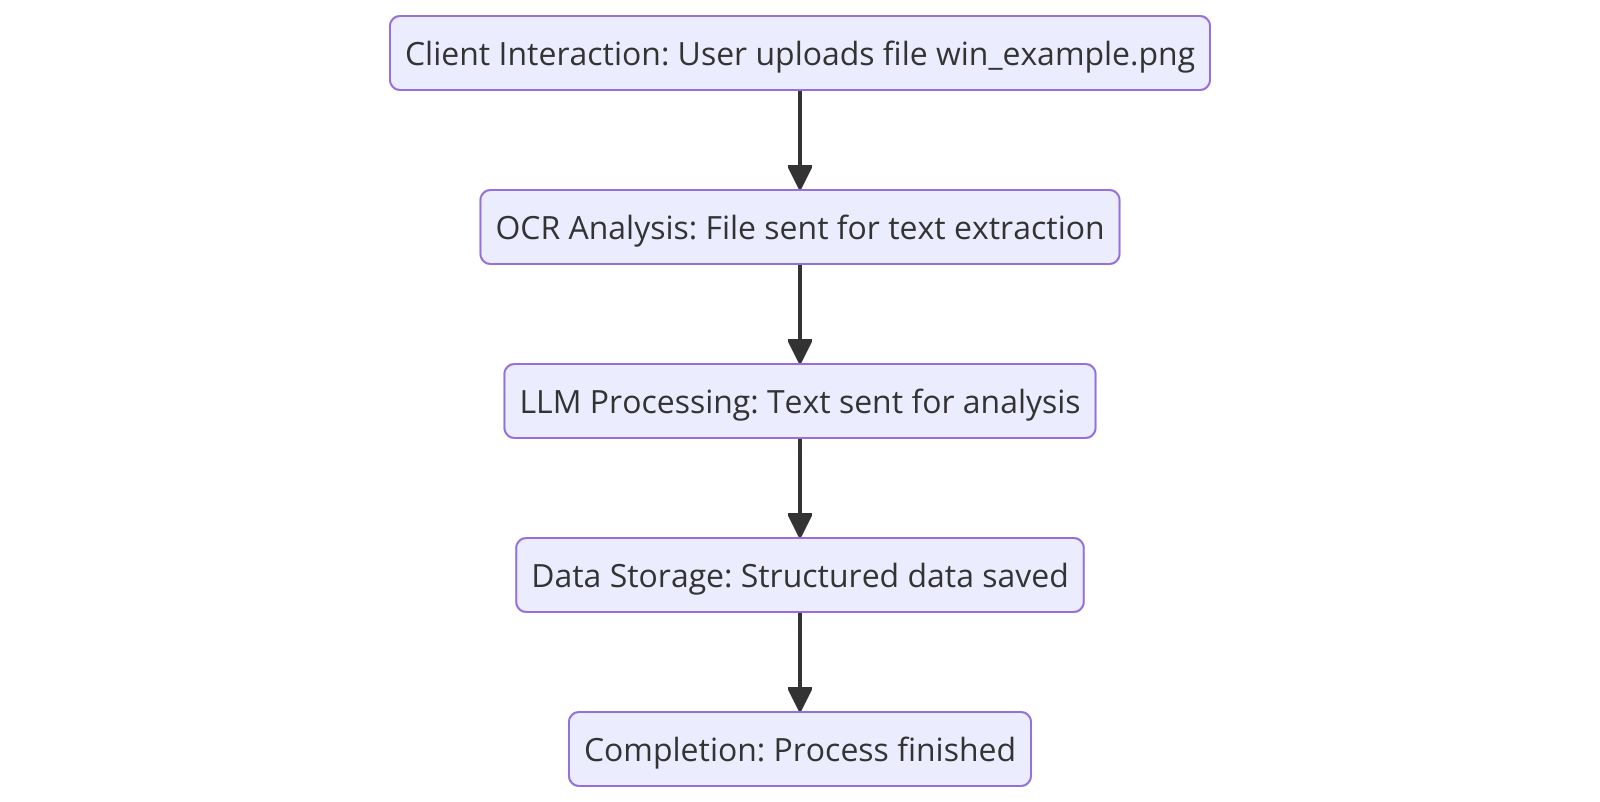 Client Interaction: User uploads file win_example.png
OCR Analysis: File sent for text extraction
LLM Processing: Text sent for analysis
Data Storage: Structured data saved
Completion: Process finished